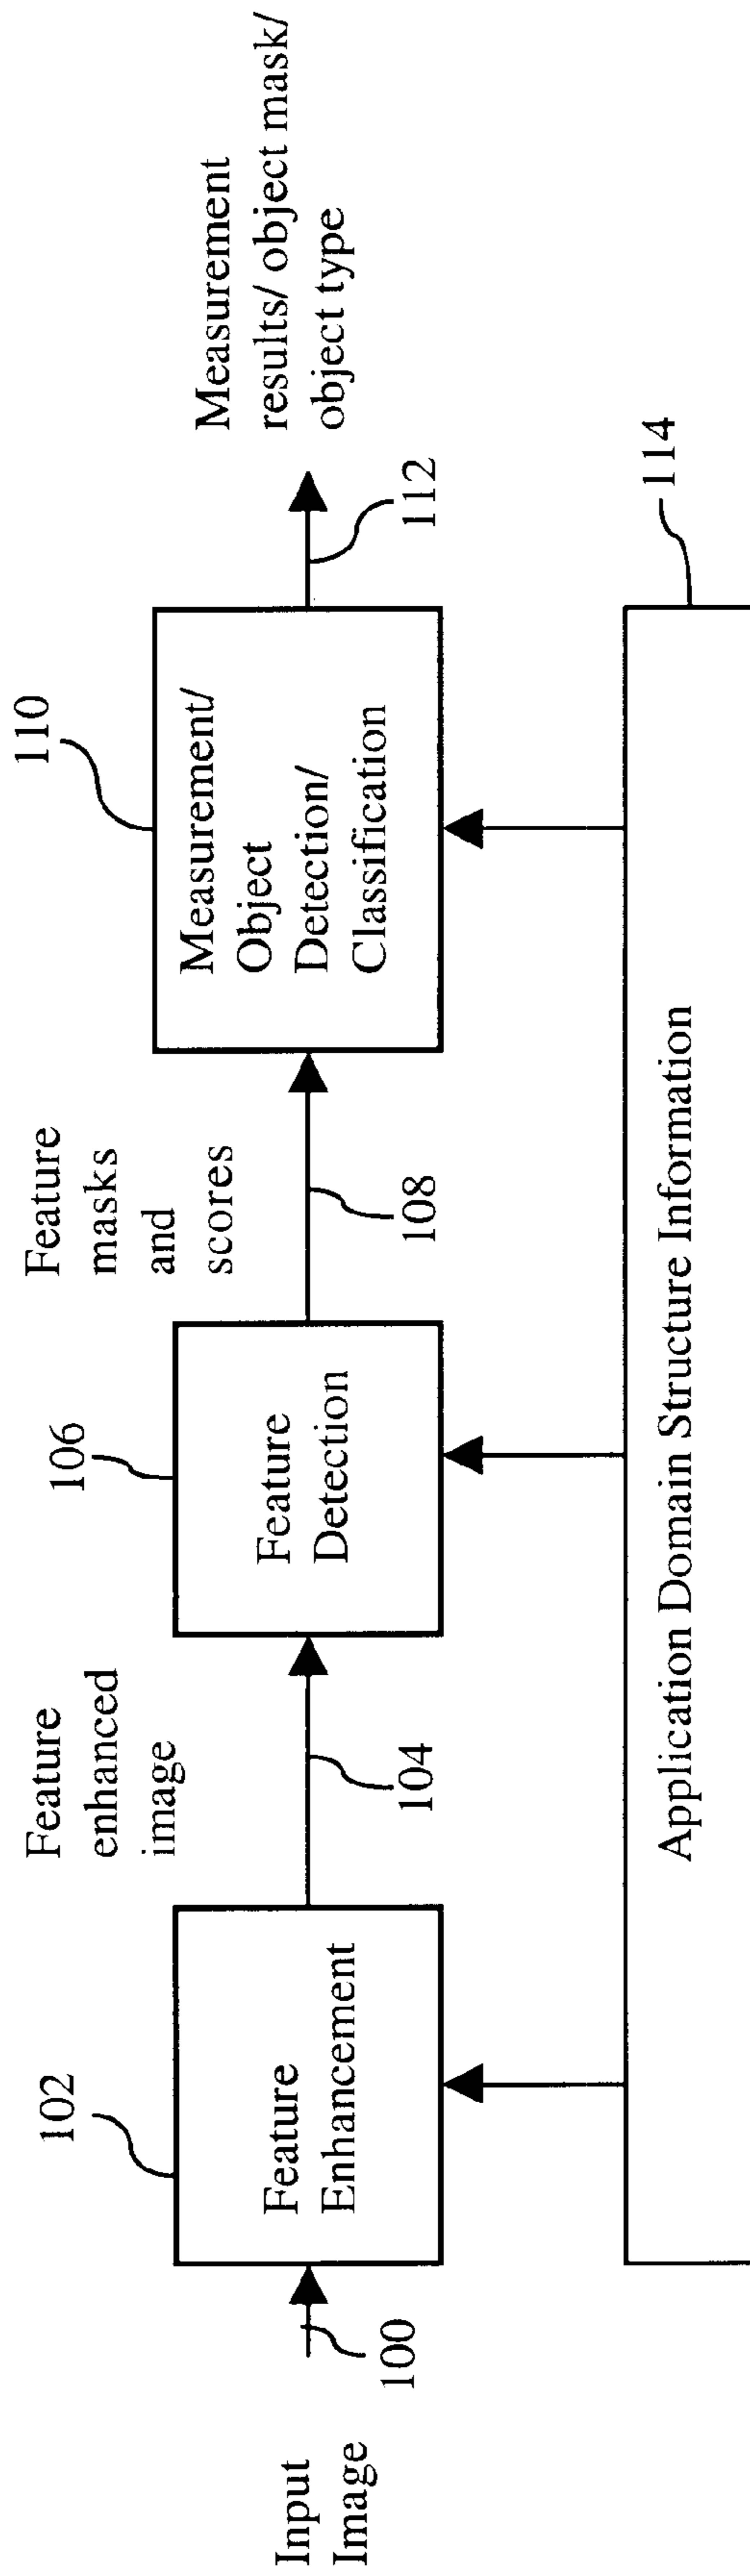 Input
Image
100
102
Feature
Enhancement
Feature
enhanced
image
104
106
Feature
Detection
Feature
masks
and
scores
108
110
Measurement/
Object
Detection/
Classification
112
Measurement
results/ object mask/
object type
Application Domain Structure Information
114